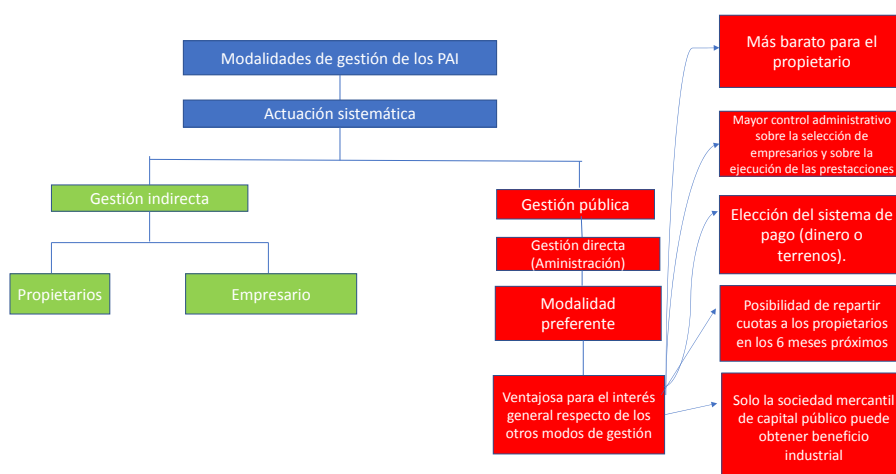 Modalidades de gestión de los PAI
Actuación sistemática
Gestión indirecta
Propietarios
Empresario
Gestión pública
Gestión directa
(Aministración)
Modalidad
preferente
Ventajosa para el interés
general respecto de los
otros modos de gestión
Más barato para el
propietario
Mayor control administrativo
sobre la selección de
empresarios y sobre la
ejecución de las prestacciones
Elección del sistema de
pago (dinero o
terrenos).
Posibilidad de repartir
cuotas a los propietarios
en los 6 meses próximos
Solo la sociedad mercantil
de capital público puede
obtener beneficio
industrial